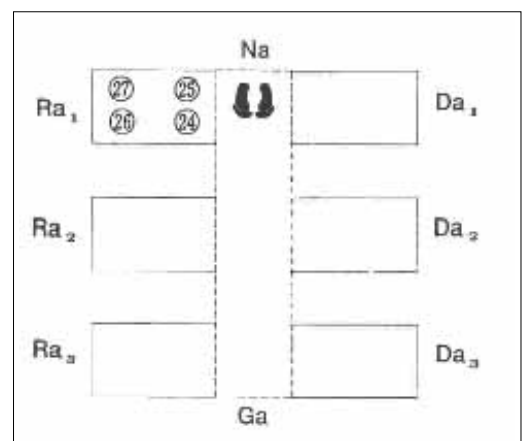 Na
Ra₁ ㉗ ㉕ Da₁
㉖ ㉔
Ra₂ Da₂
Ra₃ Da₃
Ga